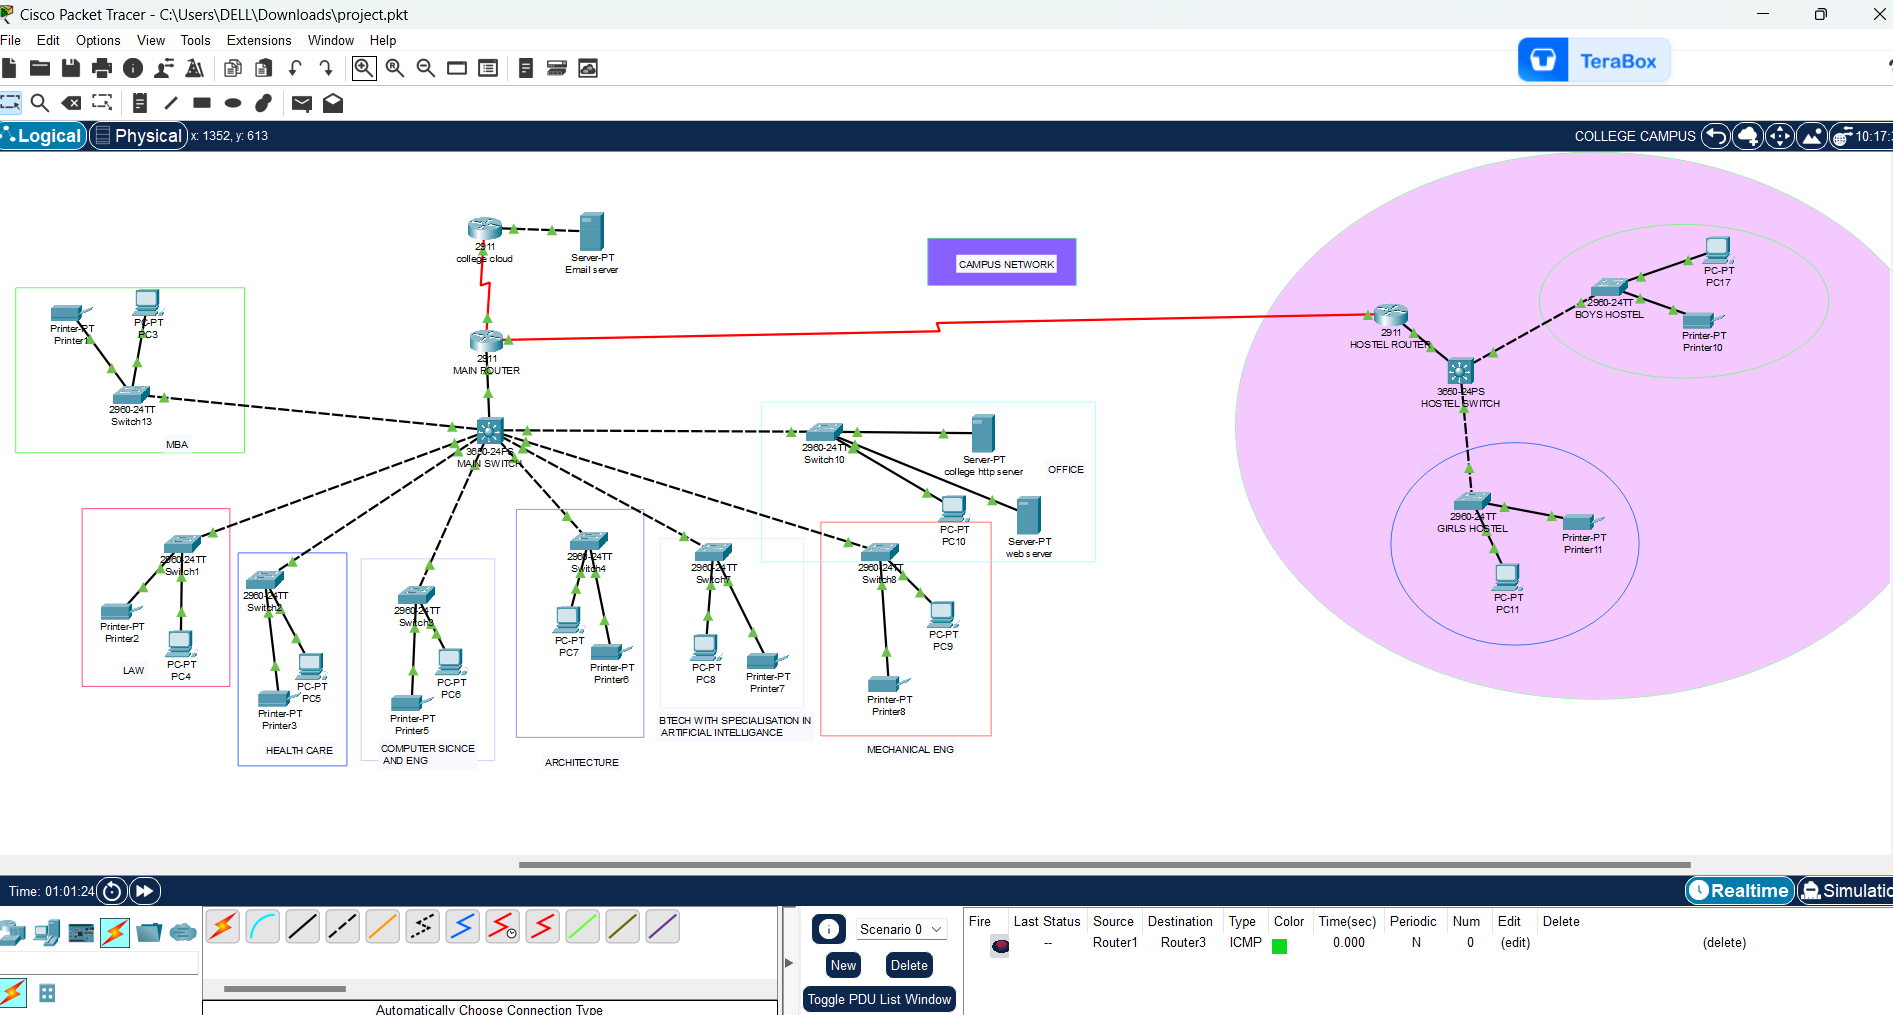 Cisco Packet Tracer - C:\Users\DELL\Downloads\project.pkt
File Edit Options View Tools Extensions Window Help
TeraBox
Logical Physical x: 1352, y: 613
COLLEGE CAMPUS
10:17:
2911
college cloud
Server-PT
Email server
CAMPUS NETWORK
2911
MAIN ROUTER
Printer-PT
Printer1
PC-PT
PC3
2960-24TT
Switch13
MBA
3650-24PS
MAIN SWITCH
2960-24TT
Switch10
Server-PT
college http server
OFFICE
PC-PT
PC10
Server-PT
web server
2911
HOSTEL ROUTER
3650-24PS
HOSTEL SWITCH
2960-24TT
BOYS HOSTEL
PC-PT
PC17
Printer-PT
Printer10
2960-24TT
GIRLS HOSTEL
Printer-PT
Printer11
PC-PT
PC11
2960-24TT
Switch1
Printer-PT
Printer2
PC-PT
PC4
LAW
2960-24TT
Switch2
PC-PT
PC5
Printer-PT
Printer3
HEALTH CARE
2960-24TT
Switch3
PC-PT
PC6
Printer-PT
Printer5
COMPUTER SICNCE
AND ENG
2960-24TT
Switch4
PC-PT
PC7
Printer-PT
Printer6
ARCHITECTURE
2960-24TT
Switch7
PC-PT
PC8
Printer-PT
Printer7
BTECH WITH SPECIALISATION IN
ARTIFICIAL INTELLIGANCE
2960-24TT
Switch8
PC-PT
PC9
Printer-PT
Printer8
MECHANICAL ENG
Time: 01:01:24
Realtime Simulatio
Scenario 0
New Delete
Toggle PDU List Window
Fire Last Status Source Destination Type Color Time(sec) Periodic Num Edit Delete
-- Router1 Router3 ICMP 0.000 N 0 (edit) (delete)
Automatically Choose Connection Type